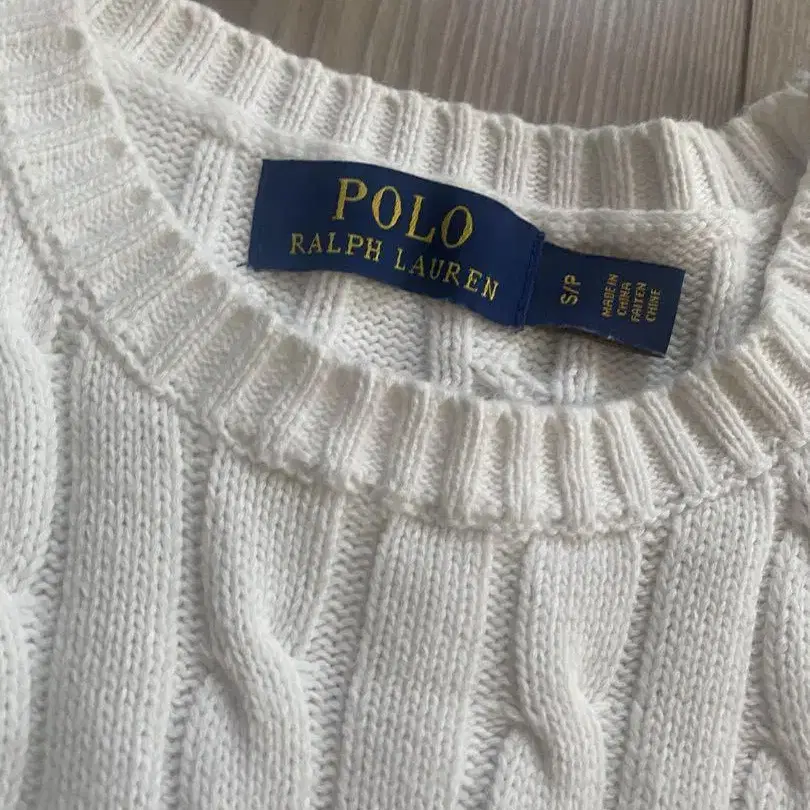 POLO
RALPH LAUREN
S/P
MADE IN
CHINA
FAIT EN
CHINE